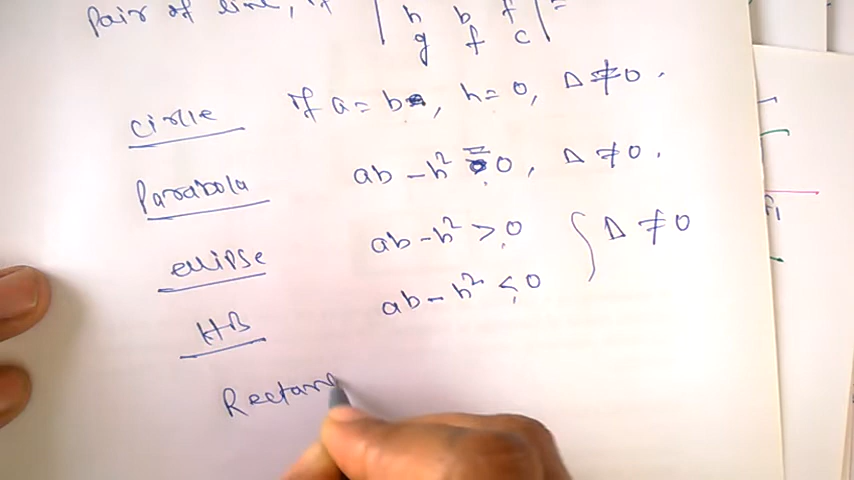 Pair of line, if | h b f | =
g f c
circle if a = b, h = 0, Δ ≠ 0.
Parabola ab - h² = 0, Δ ≠ 0.
ellipse ab - h² > 0 Δ ≠ 0
HB ab - h² < 0
Rectan